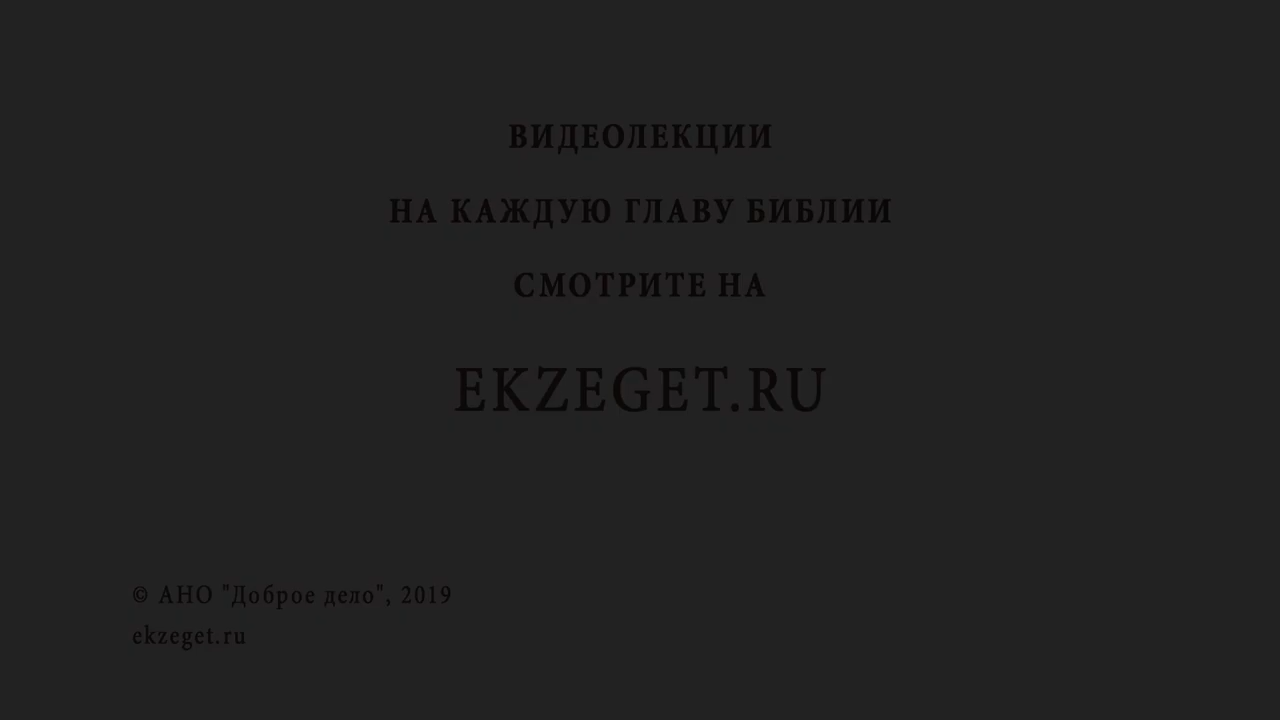 ВИДЕОЛЕКЦИИ
НА КАЖДУЮ ГЛАВУ БИБЛИИ
СМОТРИТЕ НА
EKZEGET.RU
© АНО "Доброе дело", 2019
ekzeget.ru